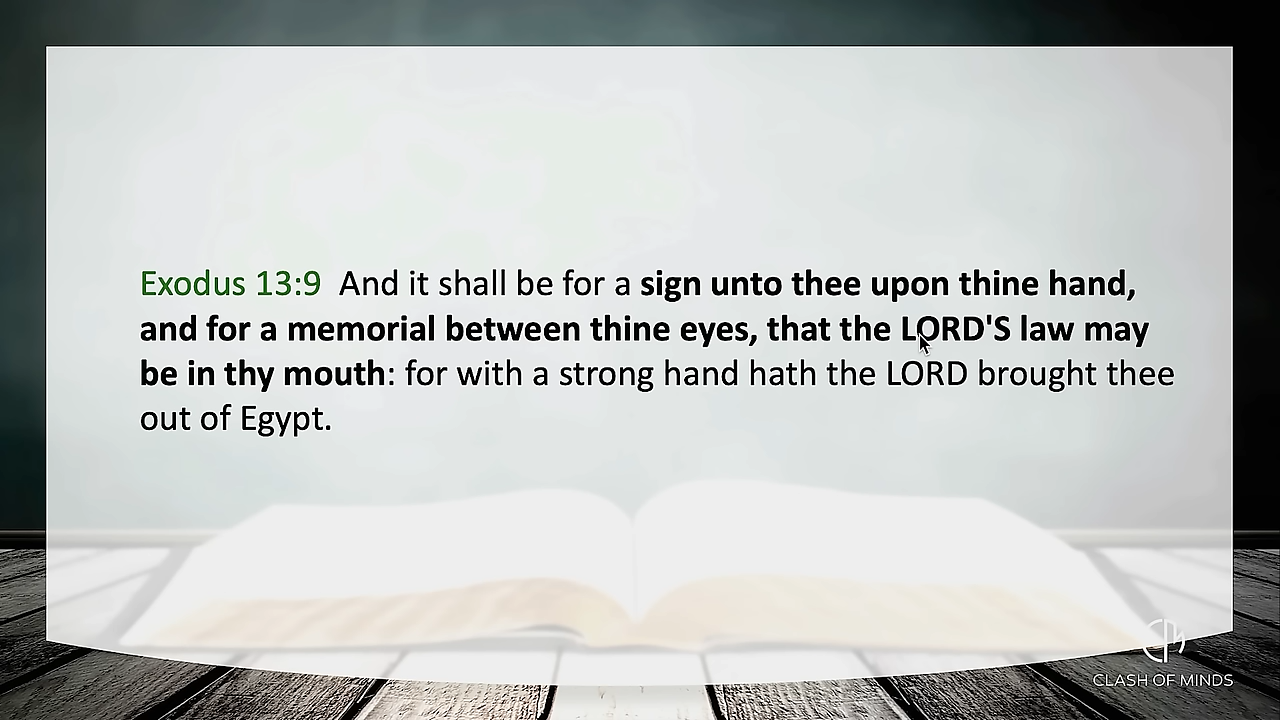 Exodus 13:9  And it shall be for a sign unto thee upon thine hand,
and for a memorial between thine eyes, that the LORD'S law may
be in thy mouth: for with a strong hand hath the LORD brought thee
out of Egypt.
CLASH OF MINDS